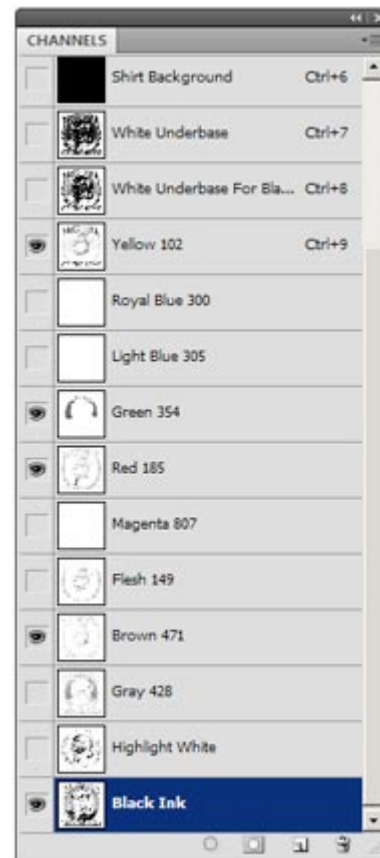 CHANNELS
Shirt Background Ctrl+6
White Underbase Ctrl+7
White Underbase For Bla... Ctrl+8
Yellow 102 Ctrl+9
Royal Blue 300
Light Blue 305
Green 354
Red 185
Magenta 807
Flesh 149
Brown 471
Gray 428
Highlight White
Black Ink